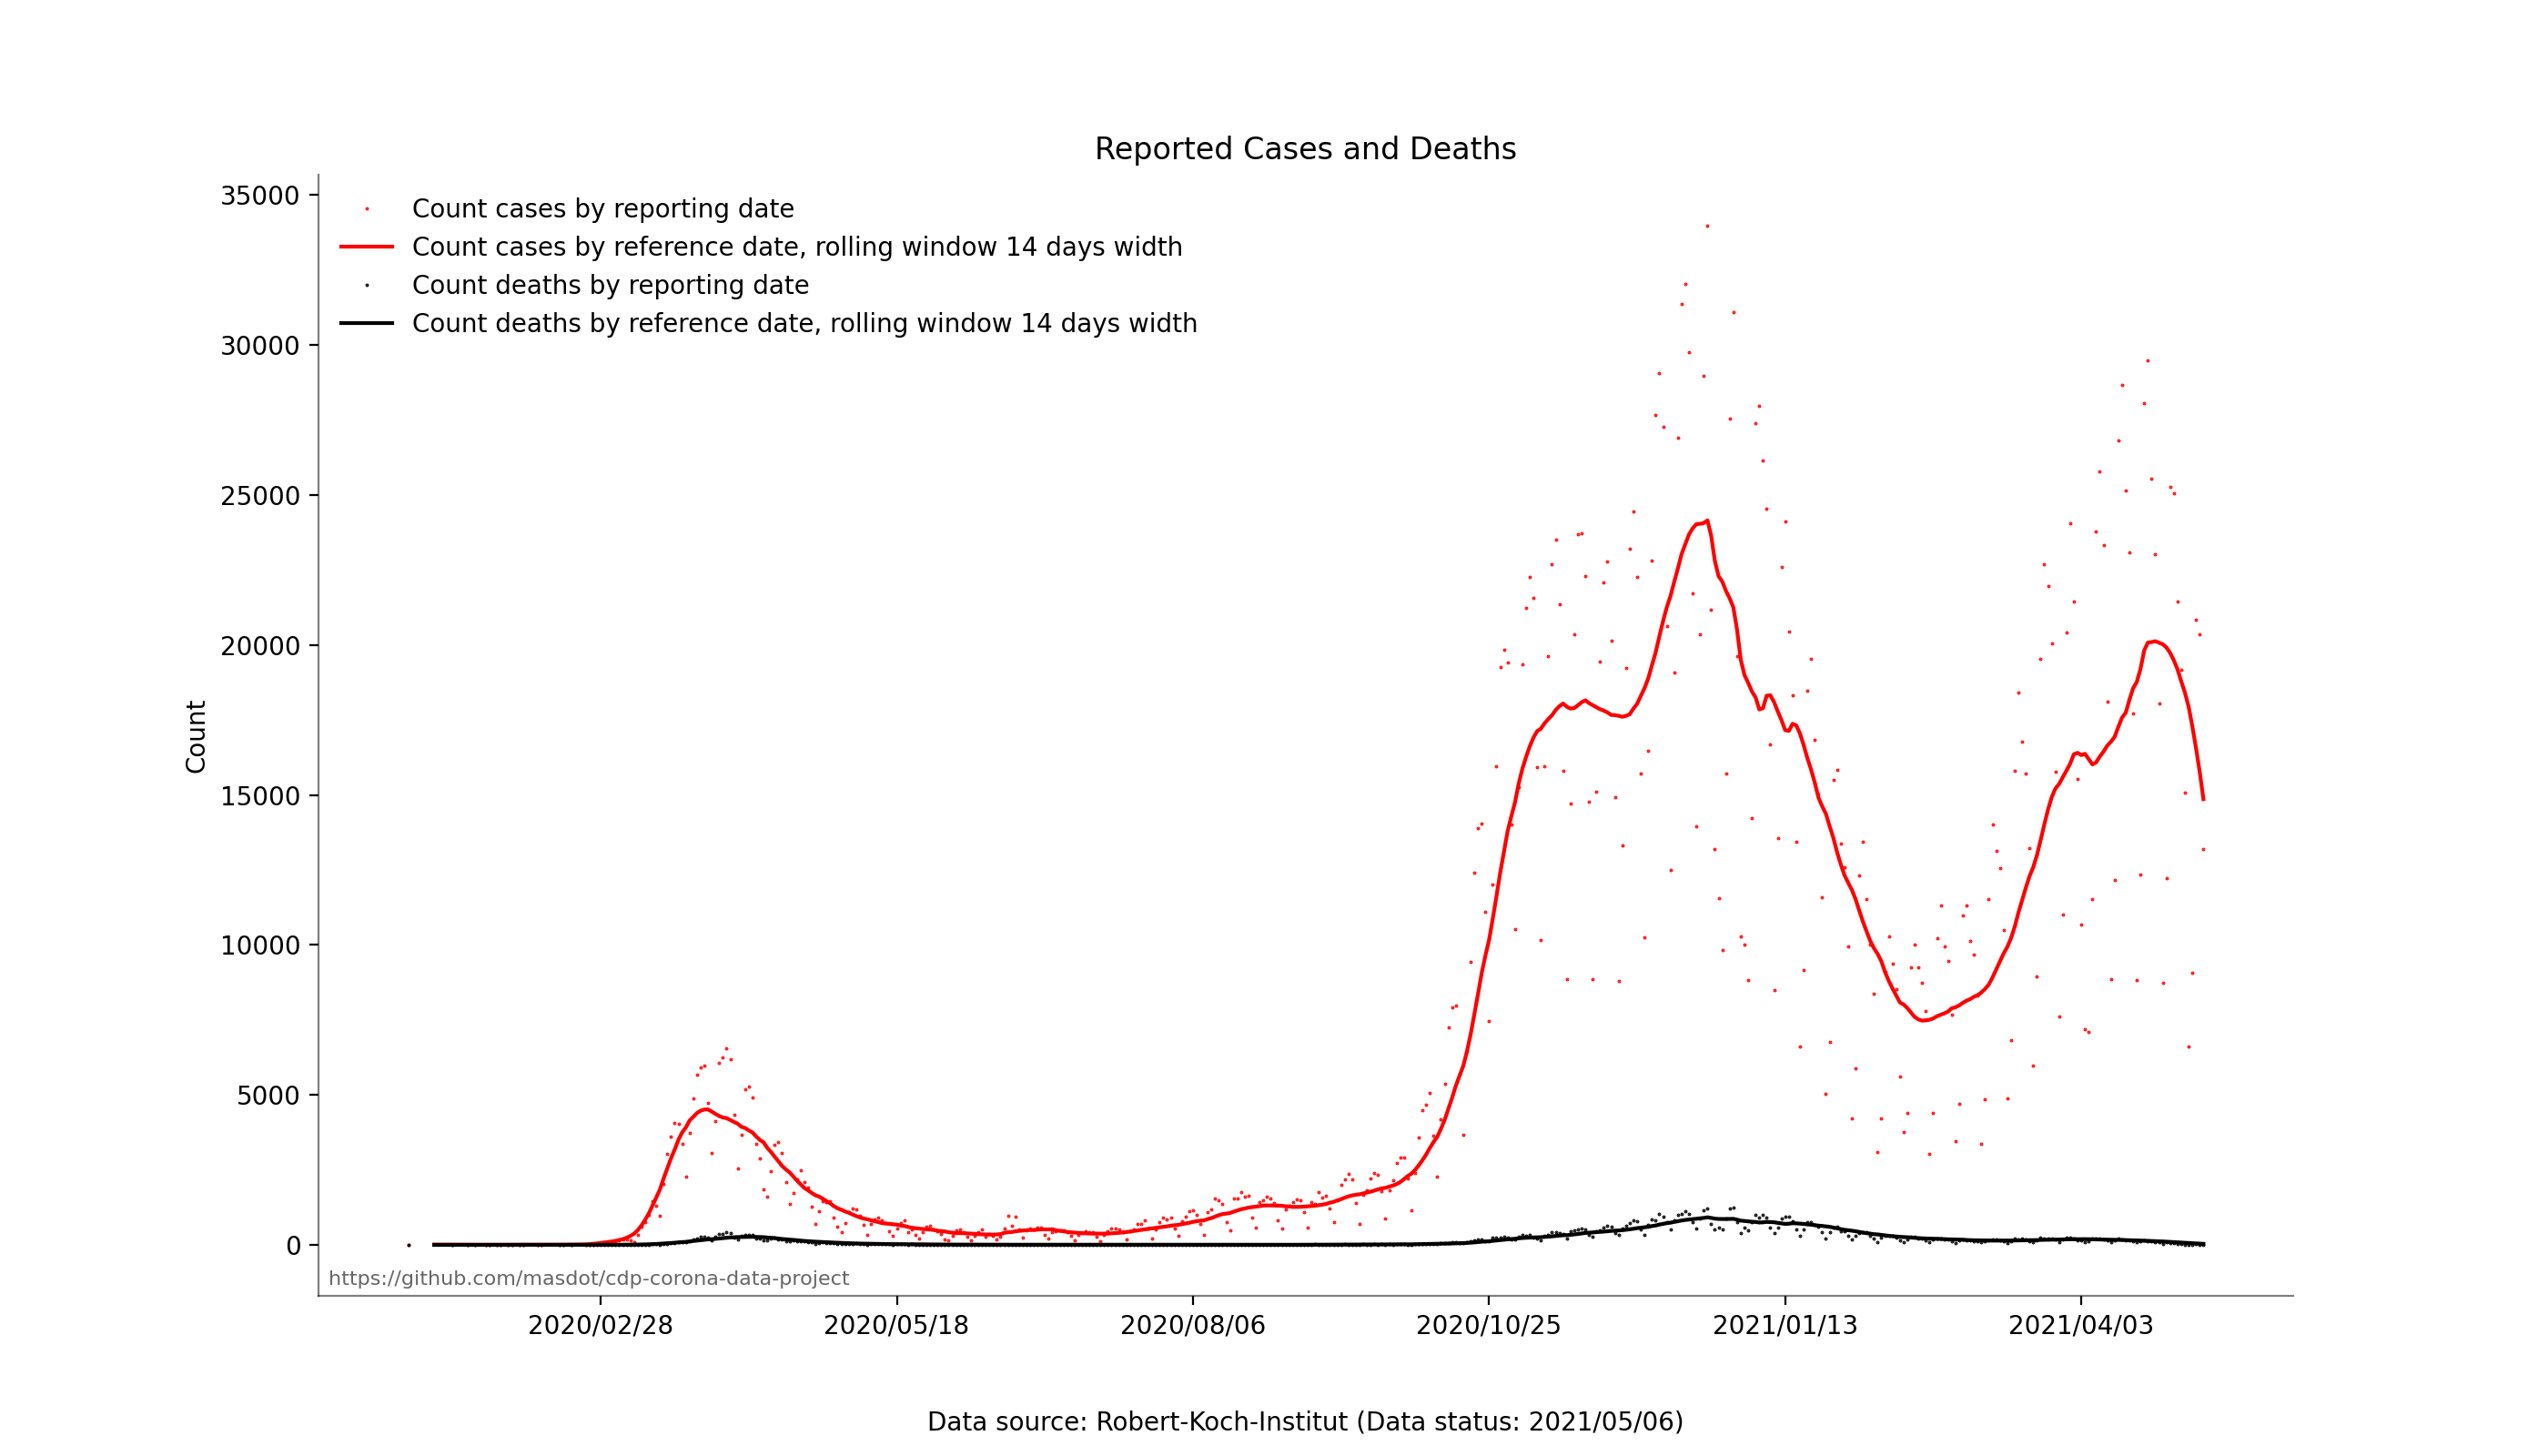 Reported Cases and Deaths
Count cases by reporting date
Count cases by reference date, rolling window 14 days width
Count deaths by reporting date
Count deaths by reference date, rolling window 14 days width
35000
30000
25000
20000
15000
10000
5000
0
Count
https://github.com/masdot/cdp-corona-data-project
2020/02/28 2020/05/18 2020/08/06 2020/10/25 2021/01/13 2021/04/03
Data source: Robert-Koch-Institut (Data status: 2021/05/06)